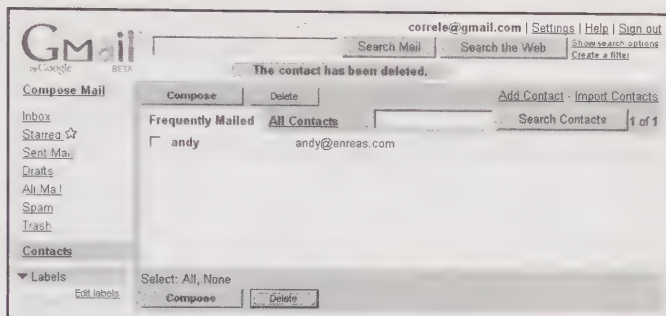 correle@gmail.com | Settings | Help | Sign out
GMail
by Google BETA
Search Mail Search the Web Show search options
Create a filter
The contact has been deleted.
Compose Mail
Compose Delete Add Contact - Import Contacts
Inbox
Frequently Mailed All Contacts Search Contacts 1 of 1
Starred
andy andy@enreas.com
Sent Mail
Drafts
All Mail
Spam
Trash
Contacts
Labels
Edit labels
Select: All, None
Compose Delete